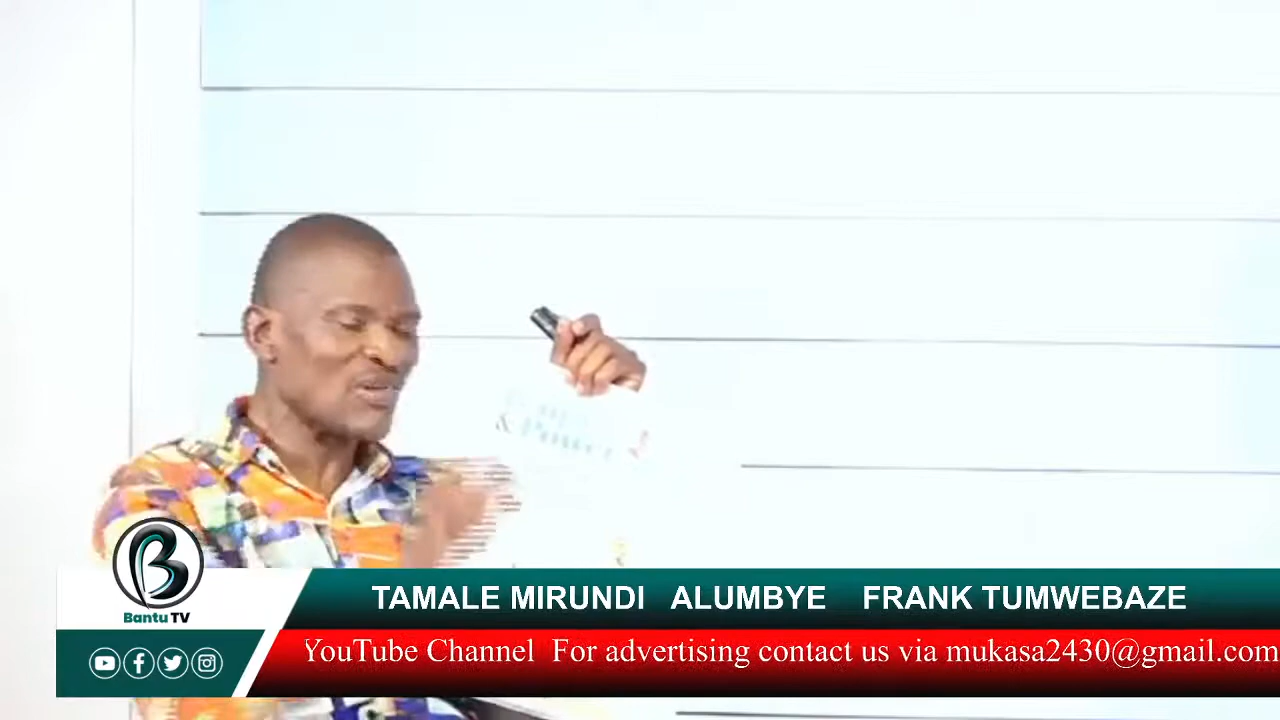 Bantu TV
TAMALE MIRUNDI ALUMBYE FRANK TUMWEBAZE
YouTube Channel For advertising contact us via mukasa2430@gmail.com